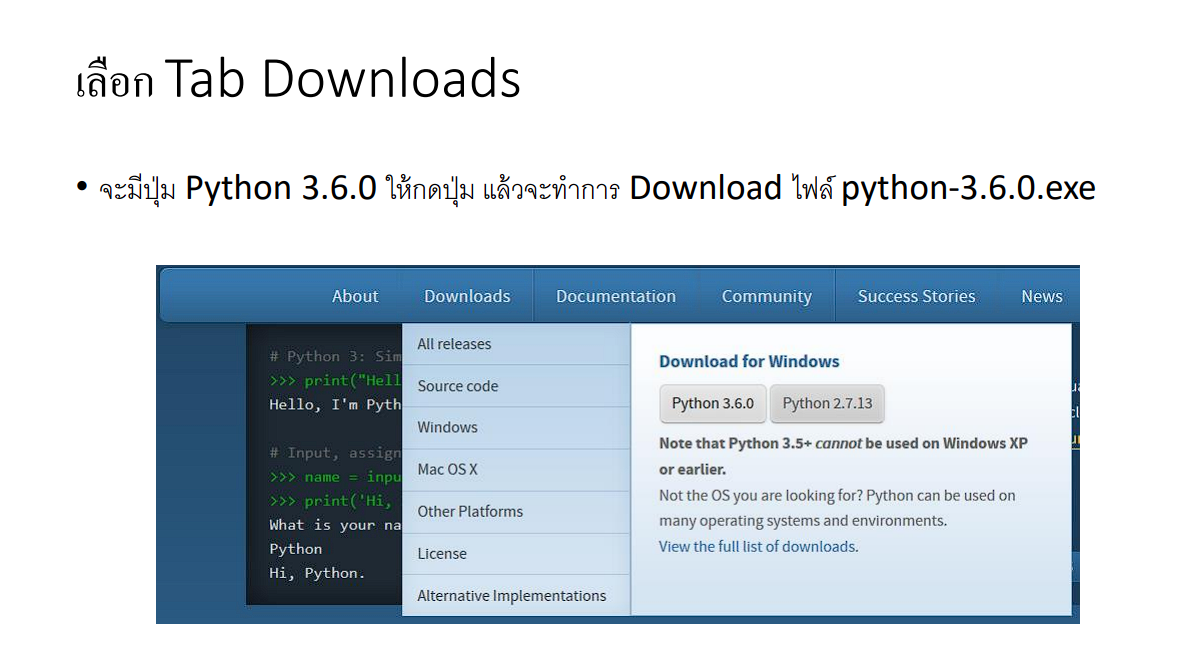 เลือก Tab Downloads
• จะมีปุ่ม Python 3.6.0 ให้กดปุ่ม แล้วจะทำการ Download ไฟล์ python-3.6.0.exe
About Downloads Documentation Community Success Stories News
# Python 3: Sim
>>> print("Hell
Hello, I'm Pyth
# Input, assign
>>> name = inpu
>>> print('Hi,
What is your na
Python
Hi, Python.
All releases
Source code
Windows
Mac OS X
Other Platforms
License
Alternative Implementations
Download for Windows
Python 3.6.0 Python 2.7.13
Note that Python 3.5+ cannot be used on Windows XP
or earlier.
Not the OS you are looking for? Python can be used on
many operating systems and environments.
View the full list of downloads.